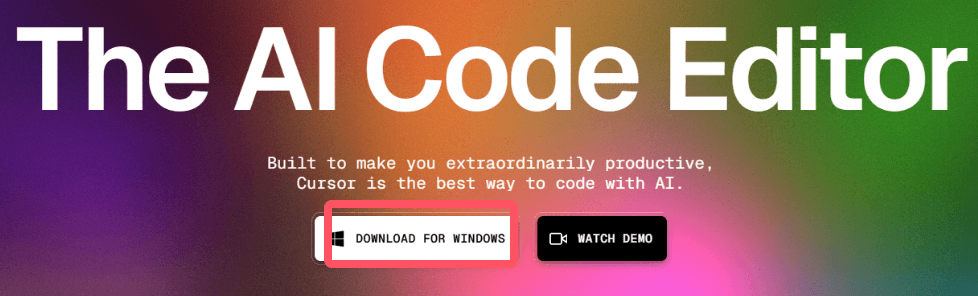 The AI Code Editor
Built to make you extraordinarily productive,
Cursor is the best way to code with AI.
DOWNLOAD FOR WINDOWS
WATCH DEMO